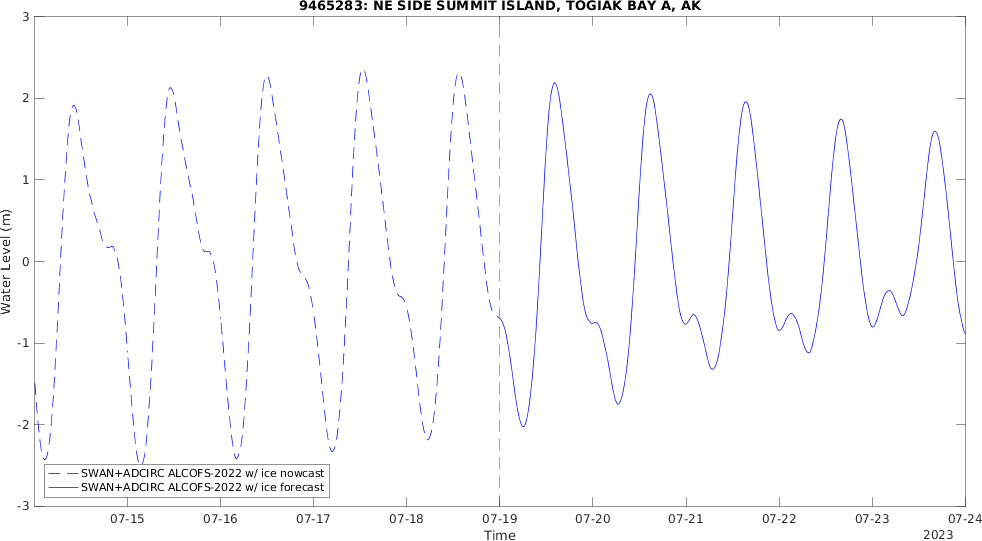 9465283: NE SIDE SUMMIT ISLAND, TOGIAK BAY A, AK
3
2
1
0
-1
-2
-3
Water Level (m)
SWAN+ADCIRC ALCOFS-2022 w/ ice nowcast
SWAN+ADCIRC ALCOFS-2022 w/ ice forecast
07-15 07-16 07-17 07-18 07-19 07-20 07-21 07-22 07-23 07-24
Time
2023